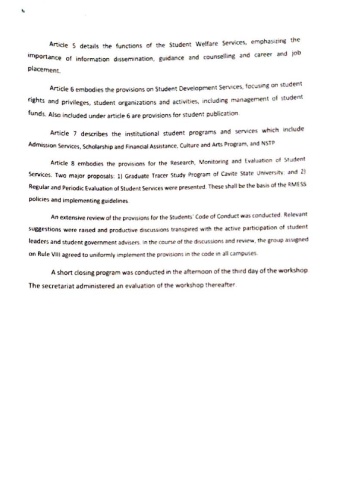 Article 5 details the functions of the Student Welfare Services, emphasizing the
importance of information dissemination, guidance and counselling and career and job
placement.
Article 6 embodies the provisions on Student Development Services, focusing on student
rights and privileges, student organizations and activities, including management of student
funds. Also included under article 6 are provisions for student publication.
Article 7 describes the institutional student programs and services which include
Admission Services, Scholarship and Financial Assistance, Culture and Arts Program, and NSTP
Article 8 embodies the provisions for the Research, Monitoring and Evaluation of Student
Services. Two major proposals: 1) Graduate Tracer Study Program of Cavite State University and 2)
Regular and Periodic Evaluation of Student Services were presented. These shall be the basis of the RMESS
policies and implementing guidelines.
An extensive review of the provisions for the Students' Code of Conduct was conducted. Relevant
suggestions were raised and productive discussions transpired with the active participation of student
leaders and student government advisers. In the course of the discussions and review, the group assigned
on Rule VIII agreed to uniformly implement the provisions in the code in all campuses.
A short closing program was conducted in the afternoon of the third day of the workshop
The secretariat administered an evaluation of the workshop thereafter.